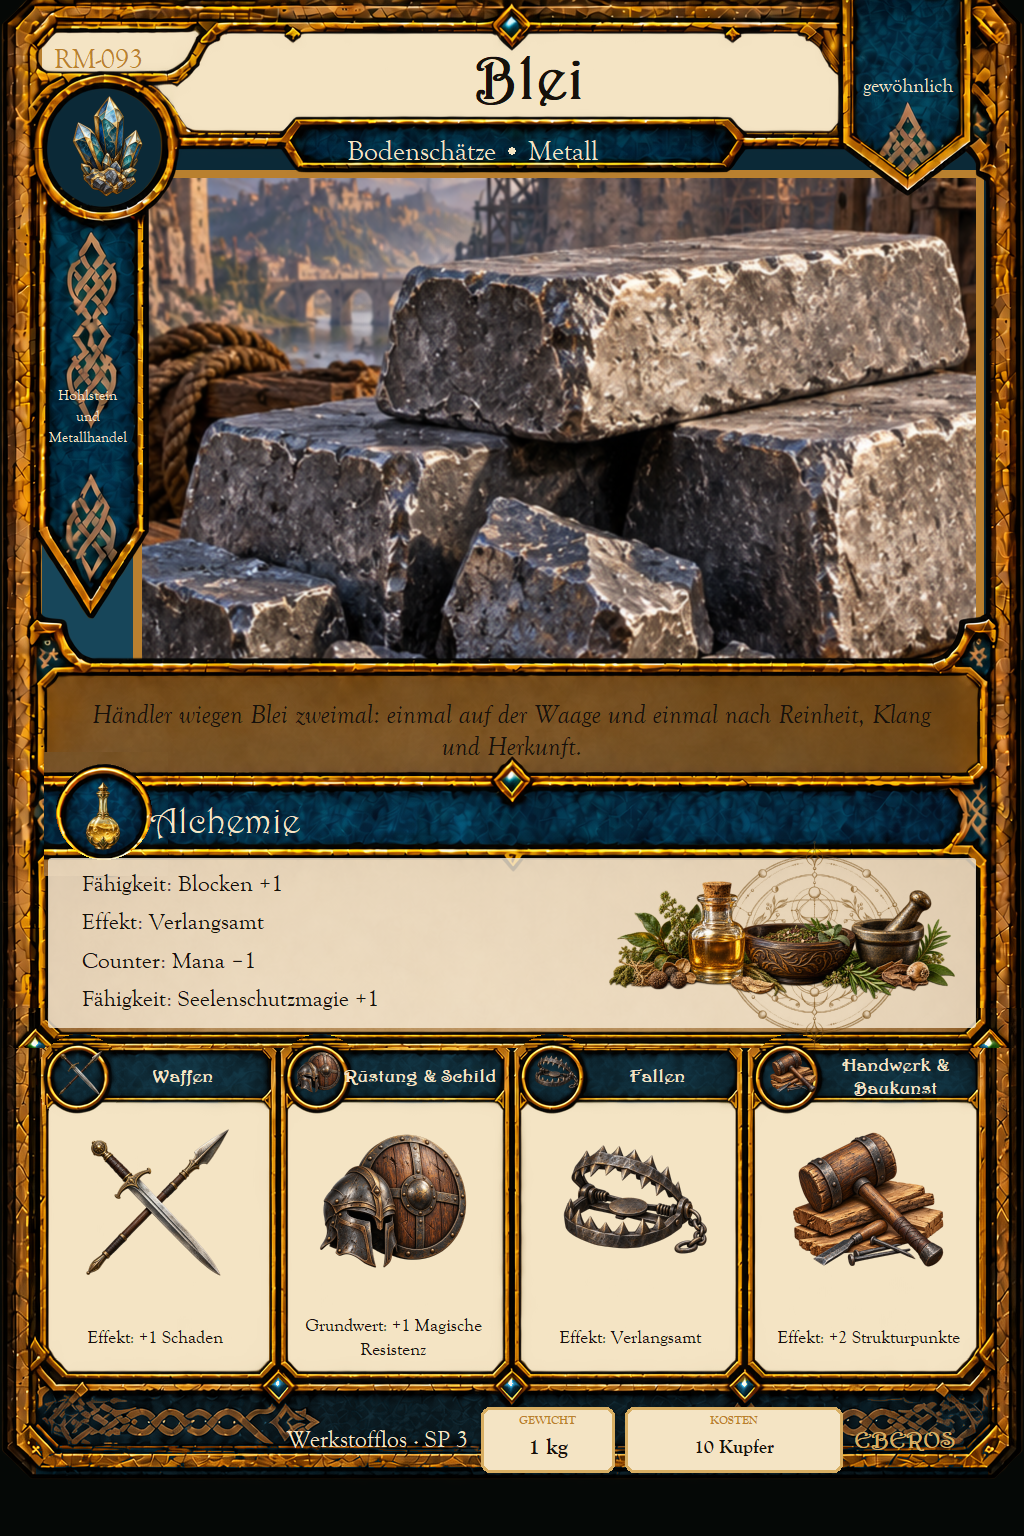 RM-093
Blei
gewöhnlich
Bodenschätze • Metall
Hohlstein
und
Metallhandel
Händler wiegen Blei zweimal: einmal auf der Waage und einmal nach Reinheit, Klang
und Herkunft.
Alchemie
Fähigkeit: Blocken +1
Effekt: Verlangsamt
Counter: Mana −1
Fähigkeit: Seelenschutzmagie +1
Waffen
Rüstung & Schild
Fallen
Handwerk &
Baukunst
Effekt: +1 Schaden
Grundwert: +1 Magische
Resistenz
Effekt: Verlangsamt
Effekt: +2 Strukturpunkte
Werkstofflos · SP 3
GEWICHT
1 kg
KOSTEN
10 Kupfer
EBEROS